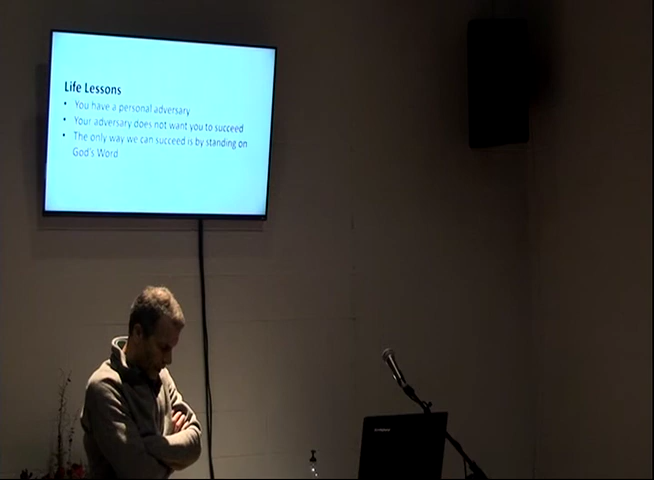 Life Lessons
• You have a personal adversary
• Your adversary does not want you to succeed
• The only way we can succeed is by standing on
God's Word